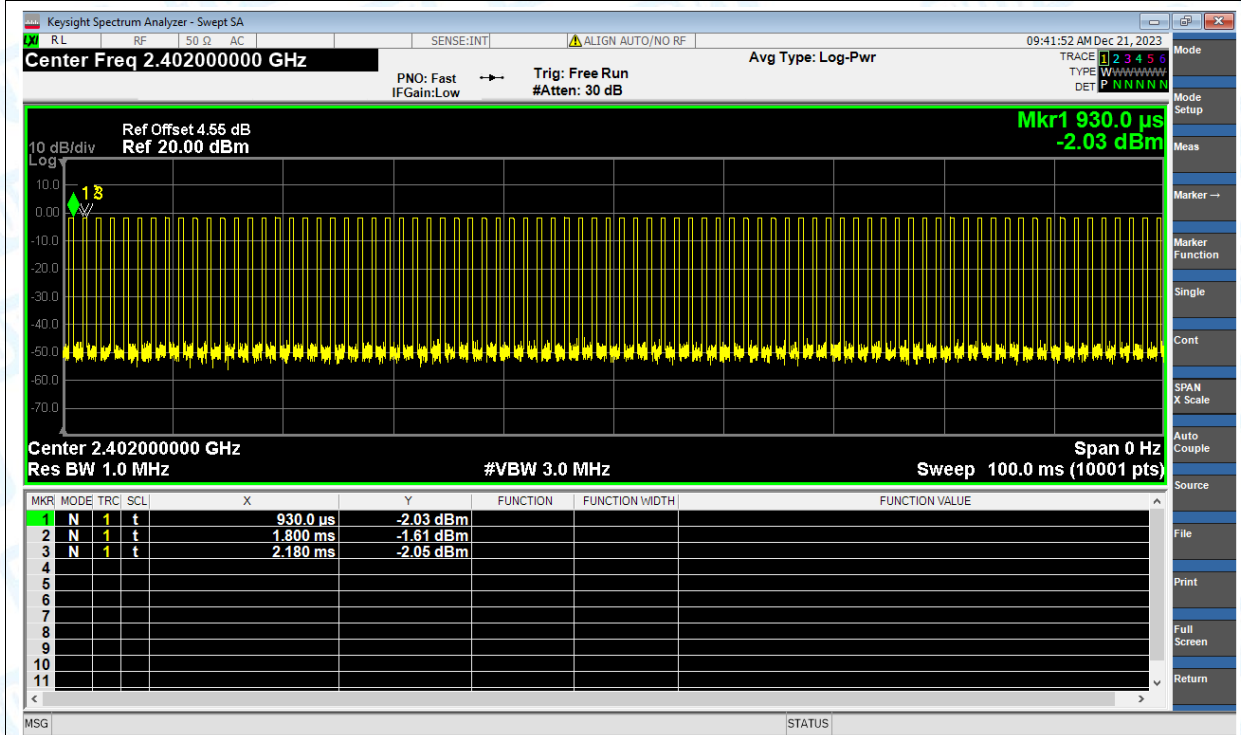 Keysight Spectrum Analyzer - Swept SA
LXI RL RF 50 Ω AC SENSE:INT ALIGN AUTO/NO RF 09:41:52 AM Dec 21, 2023
Center Freq 2.402000000 GHz Avg Type: Log-Pwr TRACE 1 2 3 4 5 6
PNO: Fast Trig: Free Run TYPE WWWWWW
IFGain:Low #Atten: 30 dB DET P N N N N N
Ref Offset 4.55 dB Mkr1 930.0 µs
10 dB/div Ref 20.00 dBm -2.03 dBm
Log
10.0
1 3
0.00
-10.0
-20.0
-30.0
-40.0
-50.0
-60.0
-70.0
Center 2.402000000 GHz Span 0 Hz
Res BW 1.0 MHz #VBW 3.0 MHz Sweep 100.0 ms (10001 pts)
MKR MODE TRC SCL X Y FUNCTION FUNCTION WIDTH FUNCTION VALUE
1 N 1 t 930.0 µs -2.03 dBm
2 N 1 t 1.800 ms -1.61 dBm
3 N 1 t 2.180 ms -2.05 dBm
4
5
6
7
8
9
10
11
MSG STATUS
Mode
Mode
Setup
Meas
Marker →
Marker
Function
Single
Cont
SPAN
X Scale
Auto
Couple
Source
File
Print
Full
Screen
Return